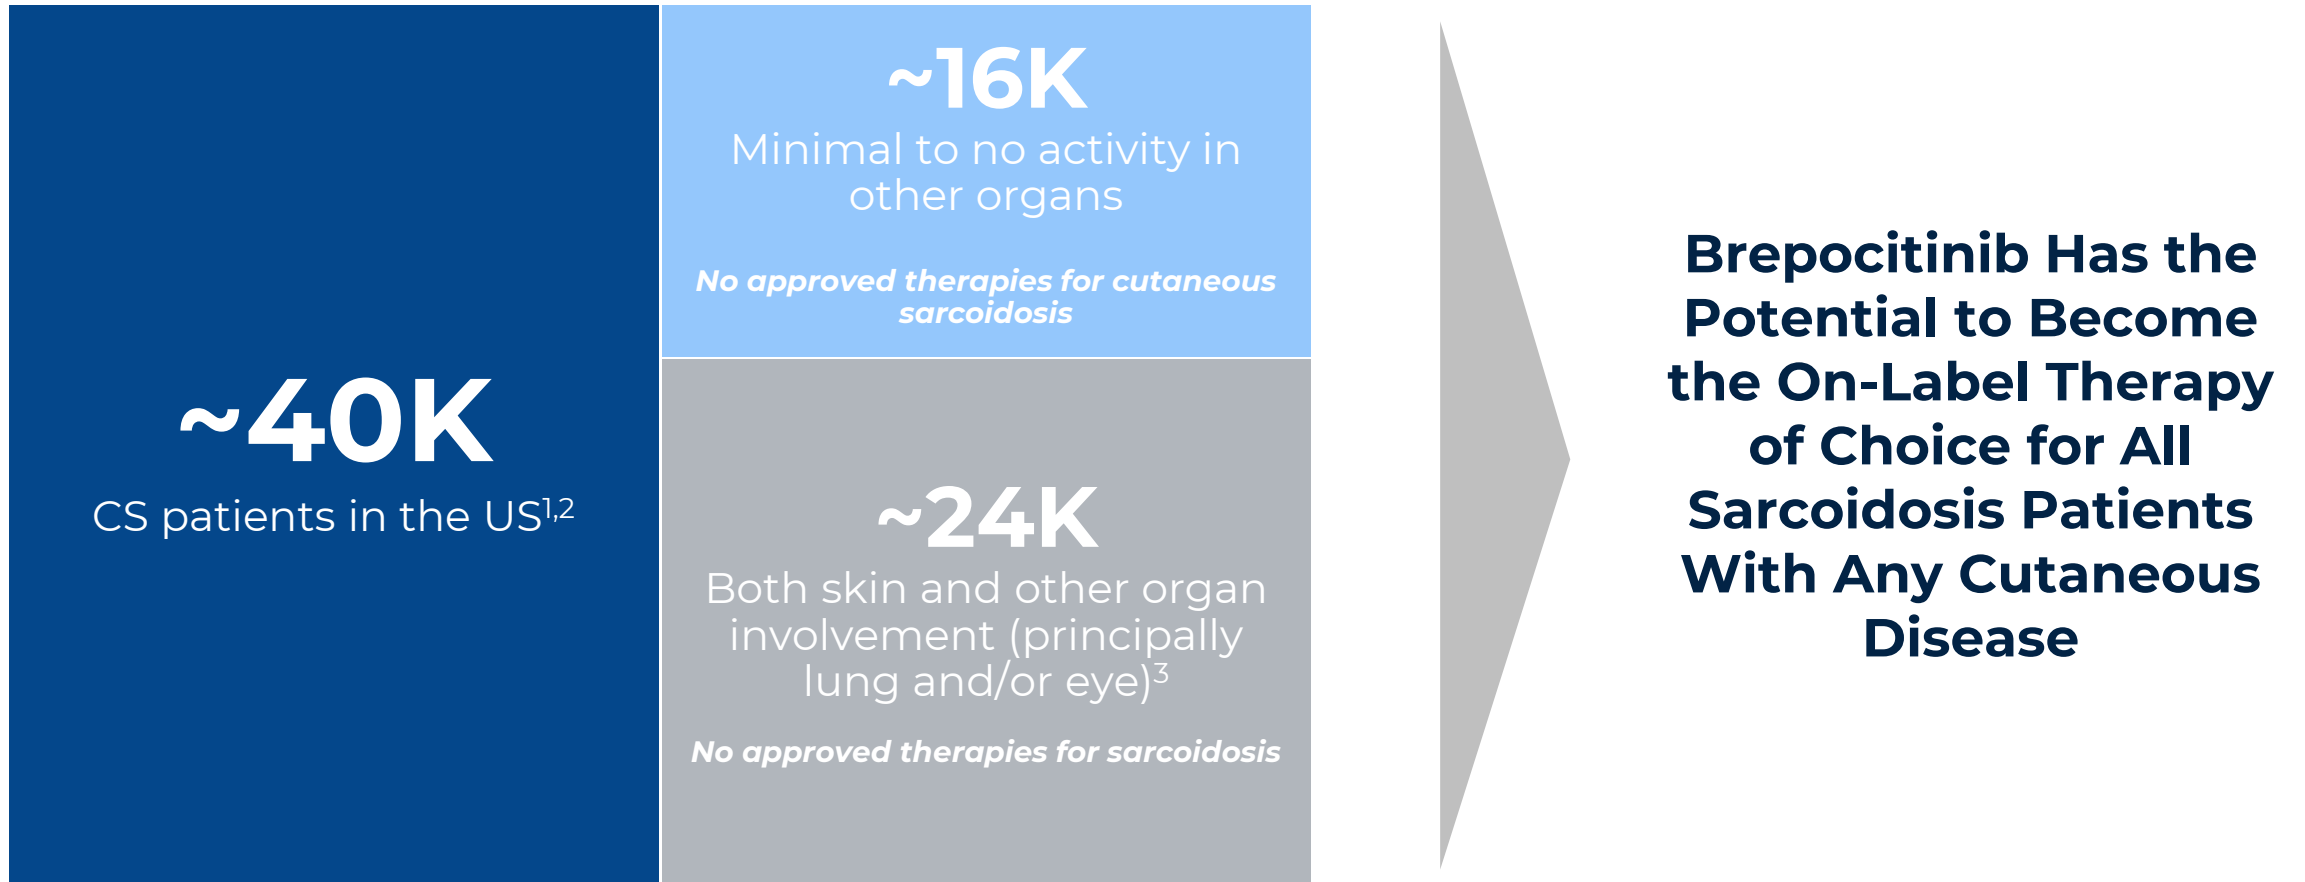 ~40K
CS patients in the US1,2
~16K
Minimal to no activity in
other organs
No approved therapies for cutaneous
sarcoidosis
~24K
Both skin and other organ
involvement (principally
lung and/or eye)3
No approved therapies for sarcoidosis
Brepocitinib Has the
Potential to Become
the On-Label Therapy
of Choice for All
Sarcoidosis Patients
With Any Cutaneous
Disease